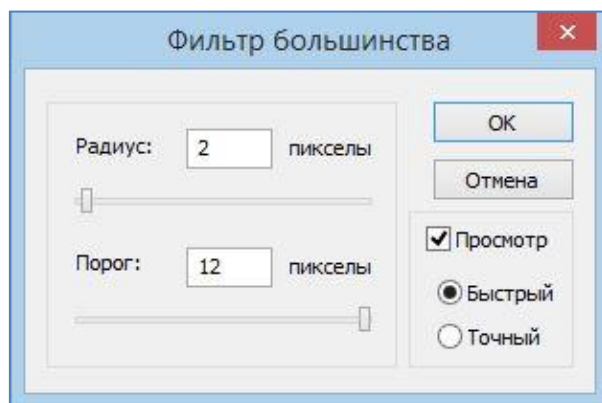 Фильтр большинства
Радиус: 2 пикселы
OK
Отмена
Порог: 12 пикселы
Просмотр
Быстрый
Точный